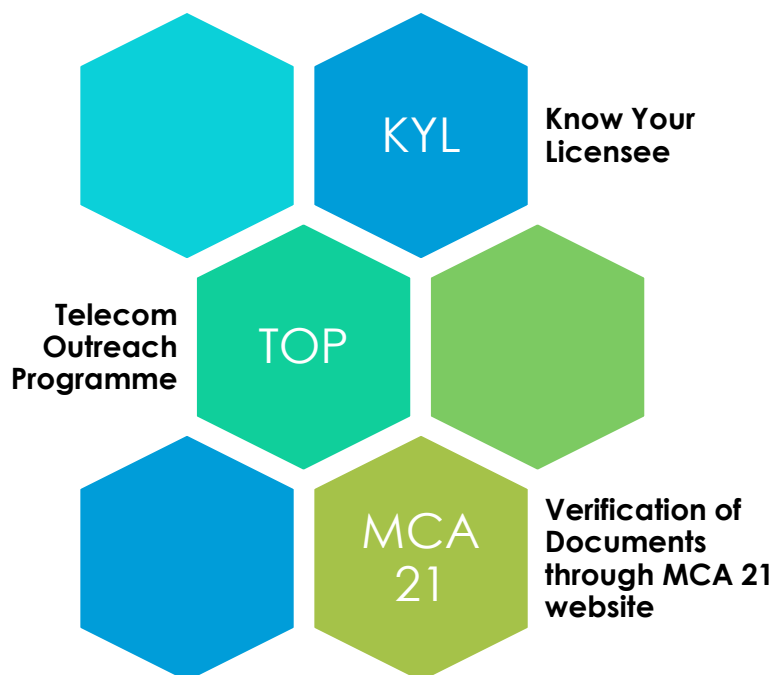 KYL
Know Your
Licensee
Telecom
Outreach
Programme
TOP
MCA
21
Verification of
Documents
through MCA 21
website